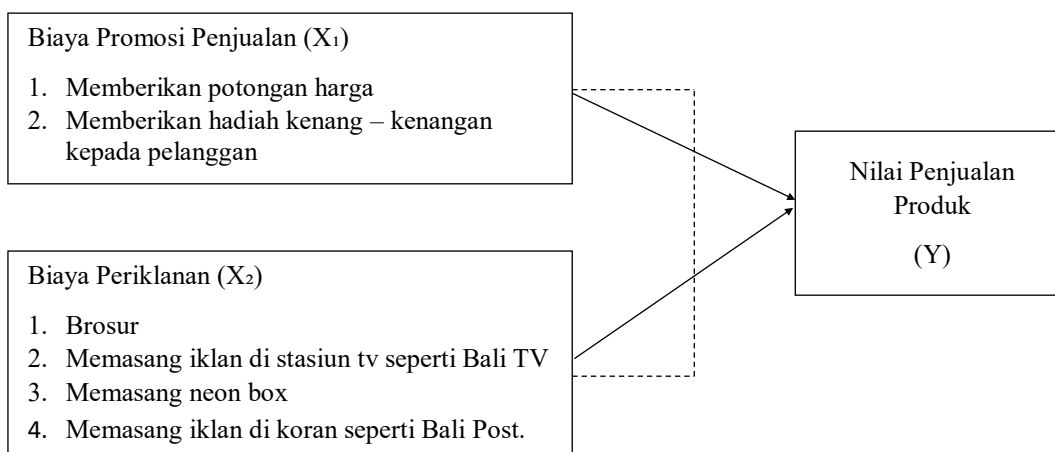 Biaya Promosi Penjualan (X₁)
1. Memberikan potongan harga
2. Memberikan hadiah kenang – kenangan
kepada pelanggan
Nilai Penjualan
Produk
(Y)
Biaya Periklanan (X₂)
1. Brosur
2. Memasang iklan di stasiun tv seperti Bali TV
3. Memasang neon box
4. Memasang iklan di koran seperti Bali Post.